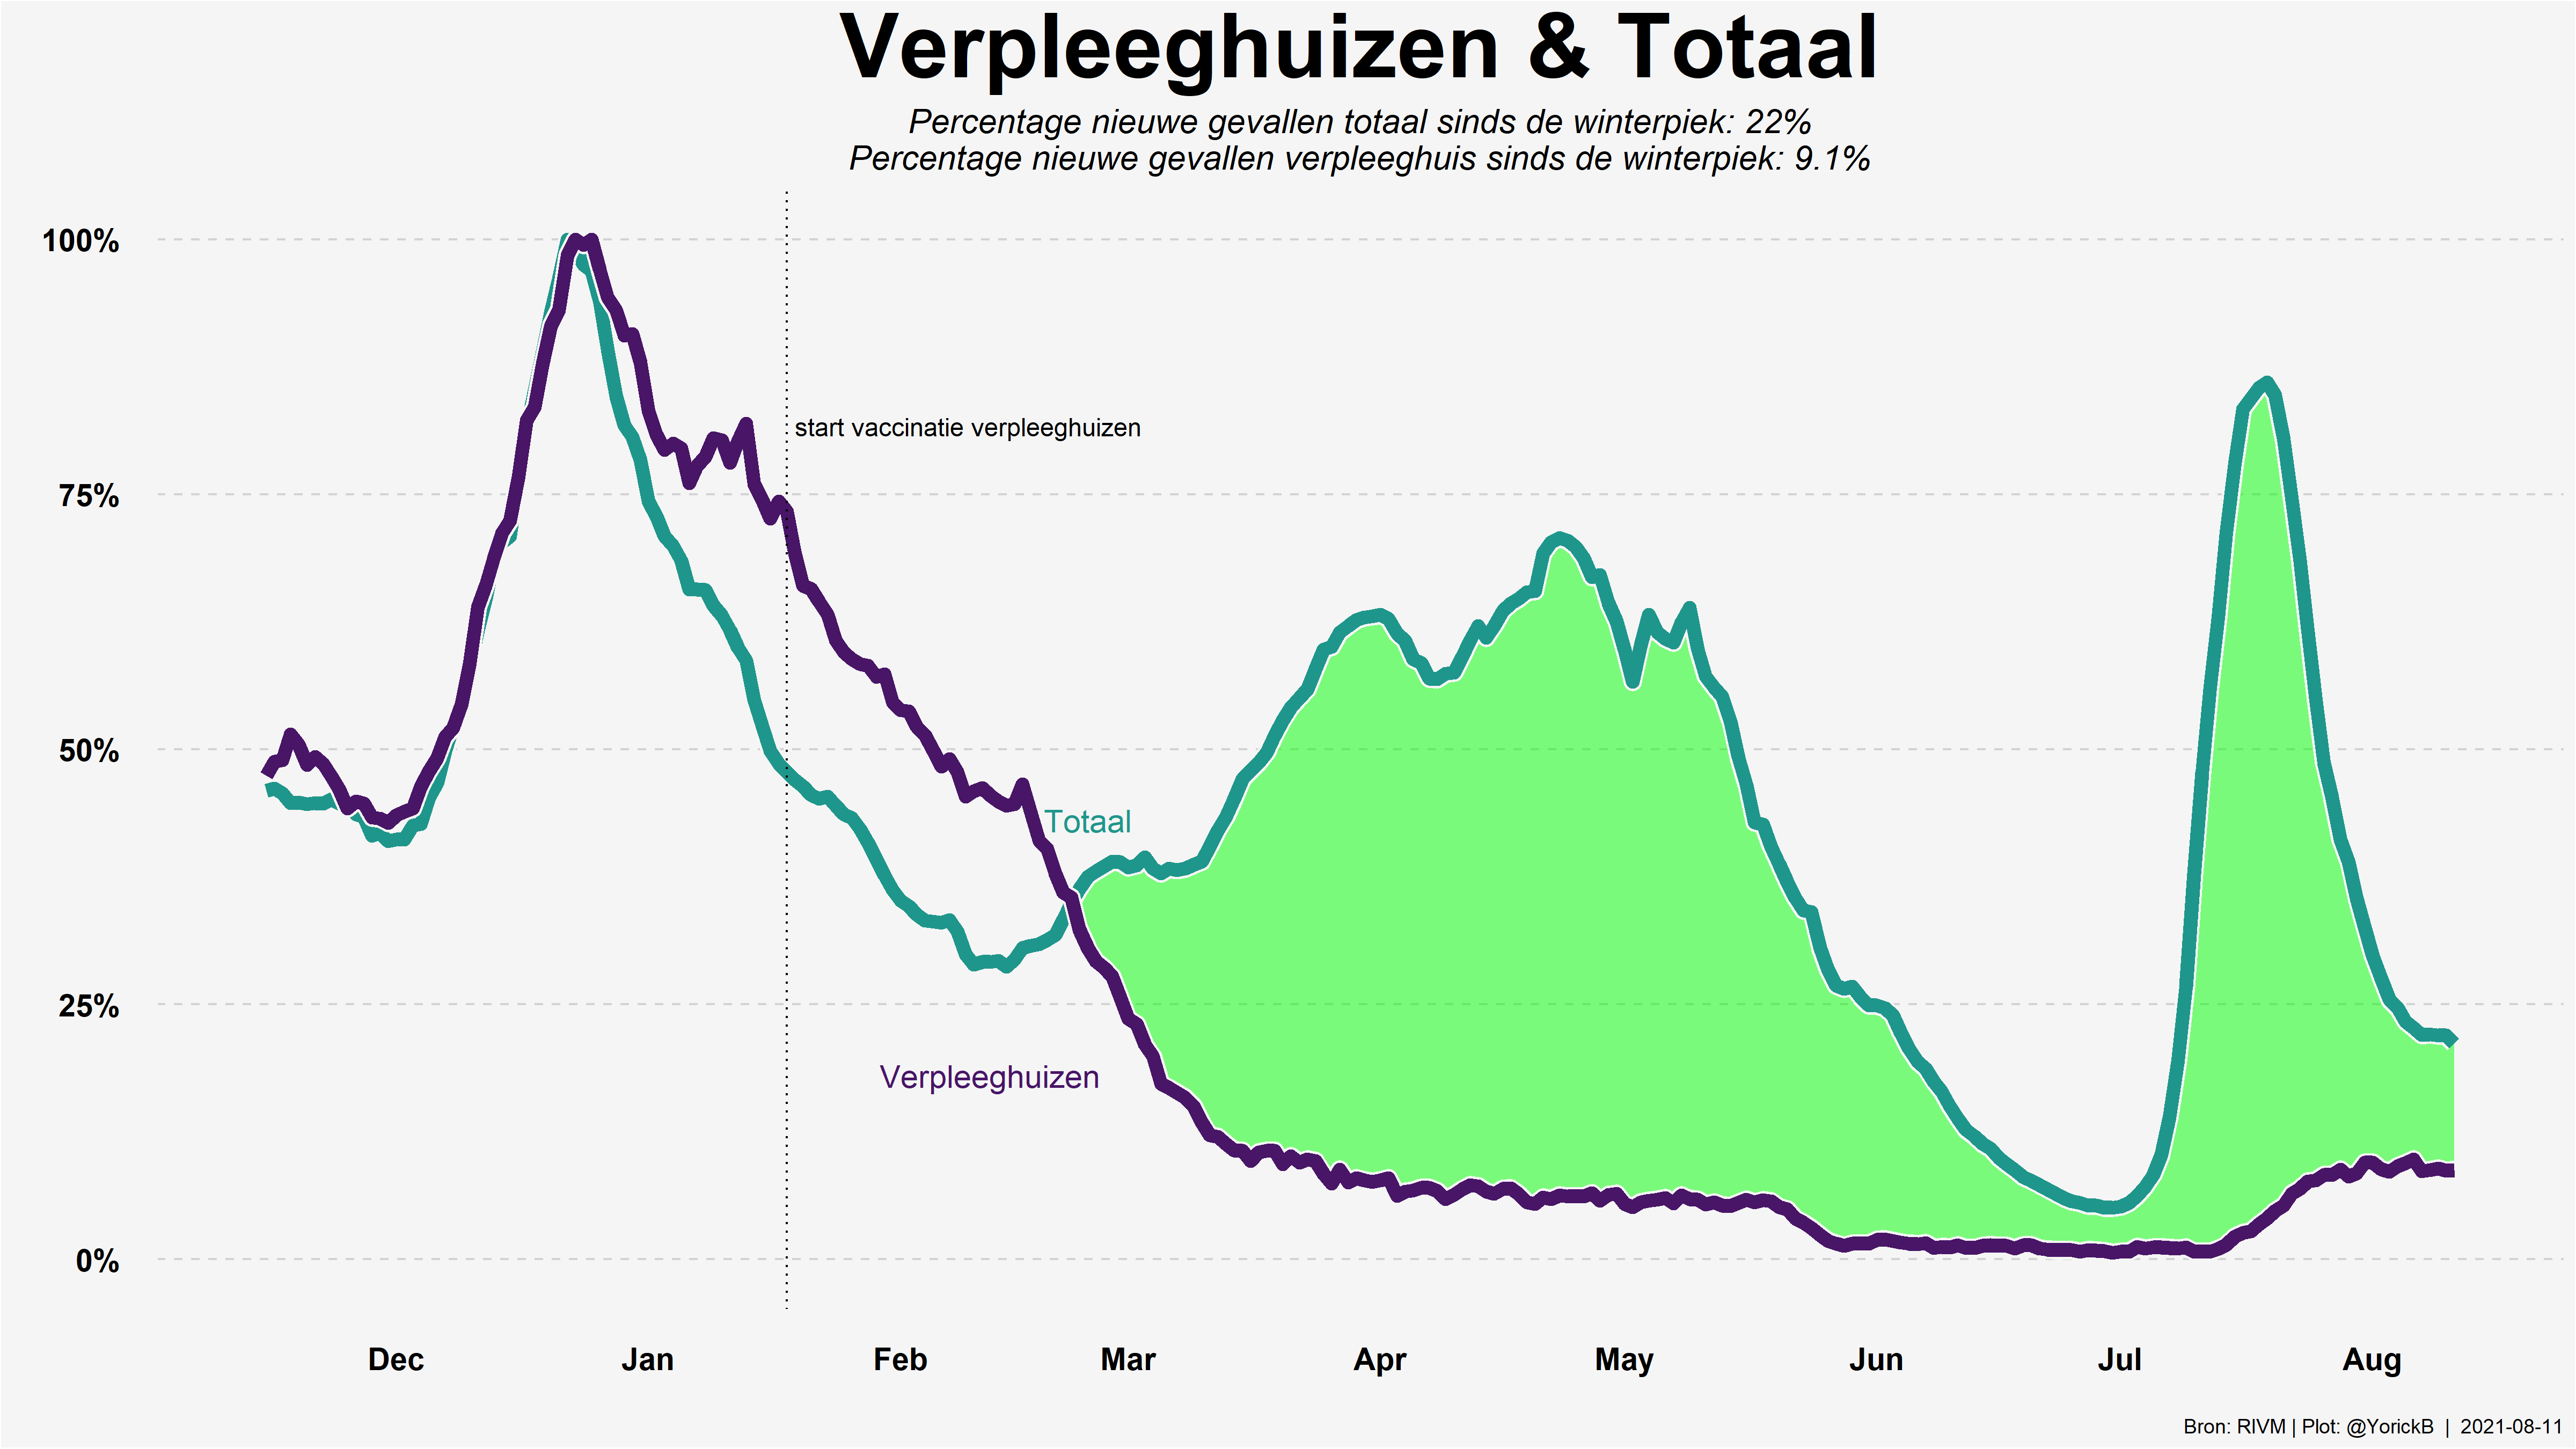 Verpleeghuizen & Totaal
Percentage nieuwe gevallen totaal sinds de winterpiek: 22%
Percentage nieuwe gevallen verpleeghuis sinds de winterpiek: 9.1%
100%
start vaccinatie verpleeghuizen
75%
50%
Totaal
25%
Verpleeghuizen
0%
Dec Jan Feb Mar Apr May Jun Jul Aug
Bron: RIVM | Plot: @YorickB | 2021-08-11